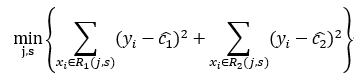 min j,s { ∑ xᵢ∈R₁(j,s) (yᵢ − ĉ₁)² + ∑ xᵢ∈R₂(j,s) (yᵢ − ĉ₂)² }